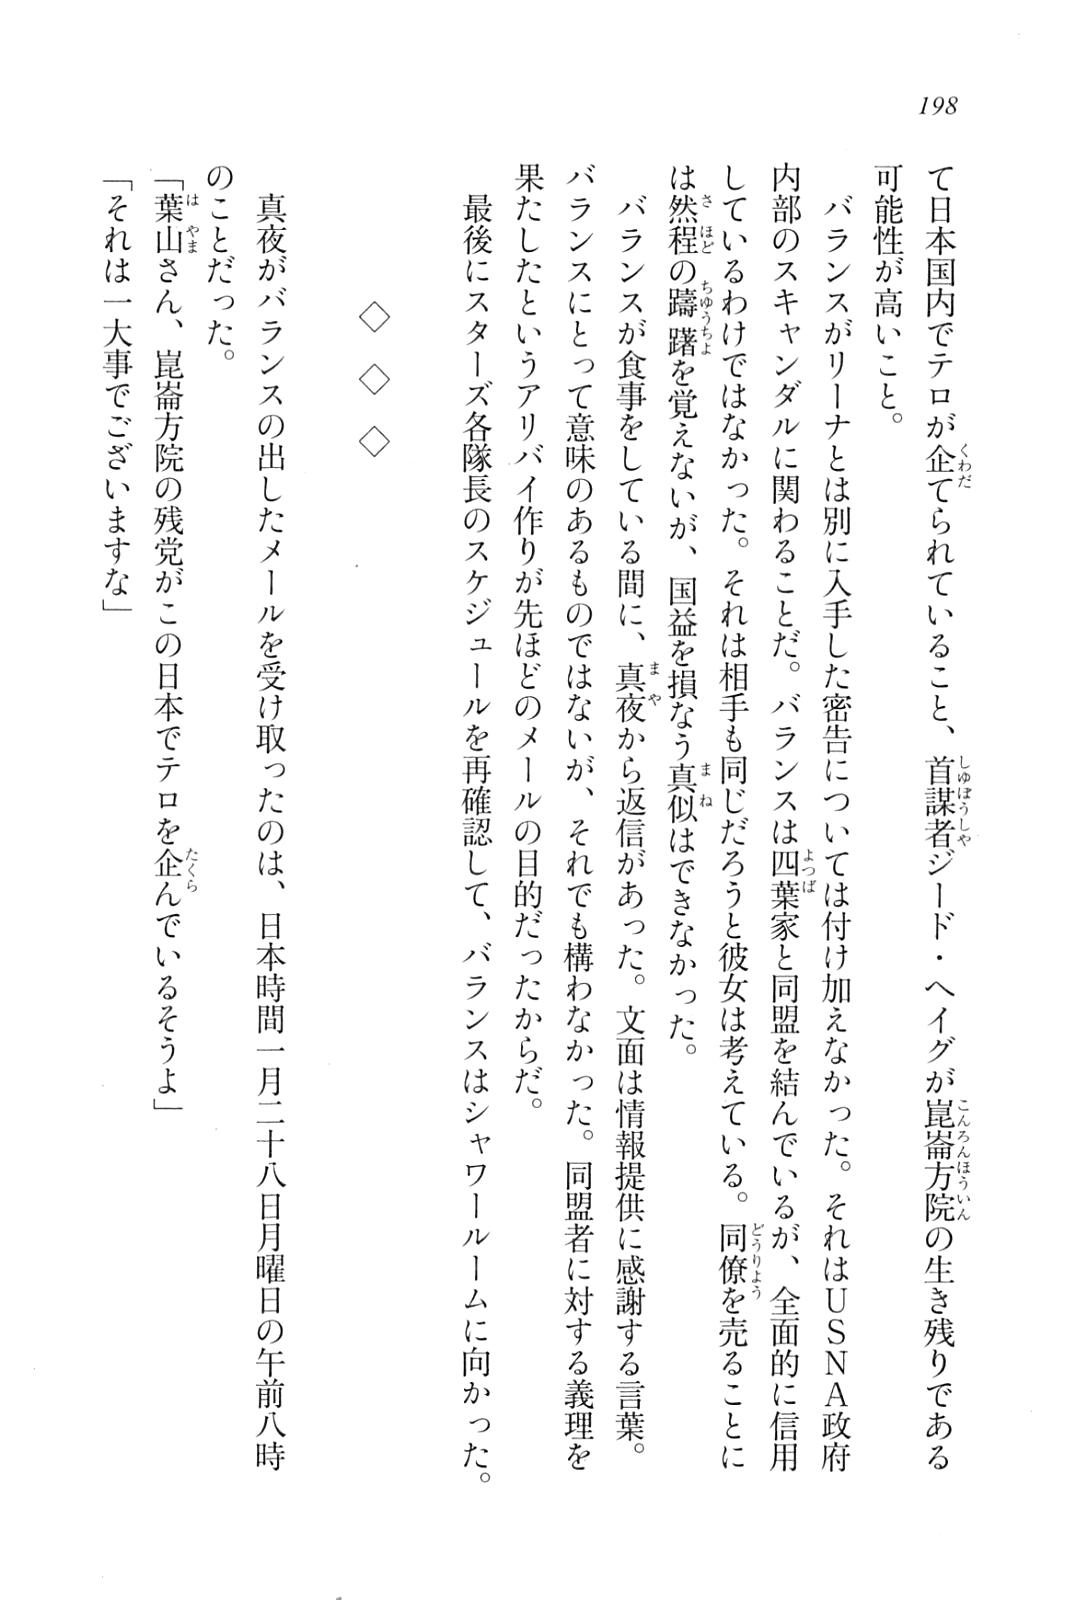 198
て日本国内でテロが企てられていること、首謀者ジード・ヘイグが崑崙方院の生き残りである
可能性が高いこと。
バランスがリーナとは別に入手した密告については付け加えなかった。それはＵＳＮＡ政府
内部のスキャンダルに関わることだ。バランスは四葉家と同盟を結んでいるが、全面的に信用
しているわけではなかった。それは相手も同じだろうと彼女は考えている。同僚を売ることに
は然程の躊躇を覚えないが、国益を損なう真似はできなかった。
バランスが食事をしている間に、真夜から返信があった。文面は情報提供に感謝する言葉。
バランスにとって意味のあるものではないが、それでも構わなかった。同盟者に対する義理を
果たしたというアリバイ作りが先ほどのメールの目的だったからだ。
最後にスターズ各隊長のスケジュールを再確認して、バランスはシャワールームに向かった。
◇　◇　◇
真夜がバランスの出したメールを受け取ったのは、日本時間一月二十八日月曜日の午前八時
のことだった。
「葉山さん、崑崙方院の残党がこの日本でテロを企んでいるそうよ」
「それは一大事でございますな」